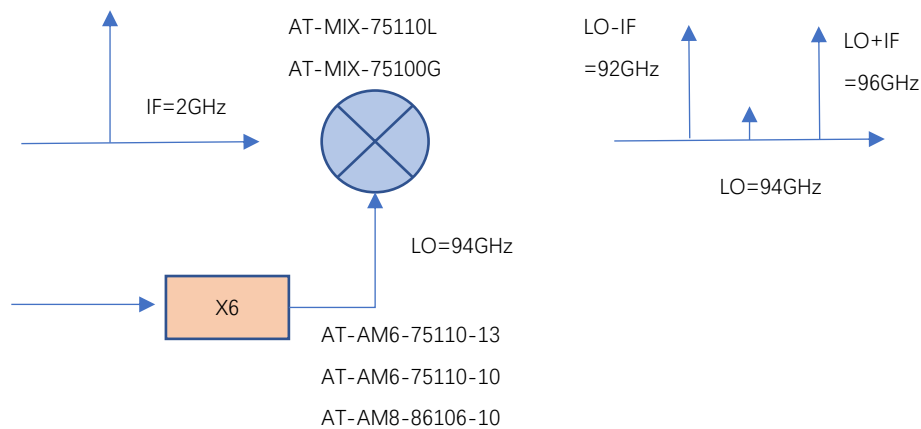 IF=2GHz
AT-MIX-75110L
AT-MIX-75100G
LO-IF
=92GHz
LO+IF
=96GHz
LO=94GHz
LO=94GHz
X6
AT-AM6-75110-13
AT-AM6-75110-10
AT-AM8-86106-10